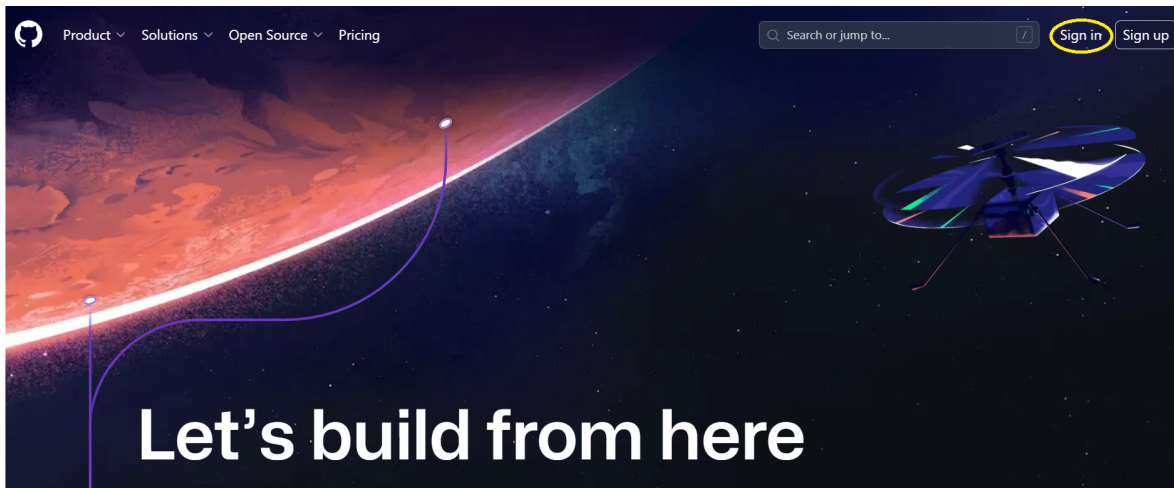 Product Solutions Open Source Pricing Search or jump to... / Sign in Sign up
Let's build from here